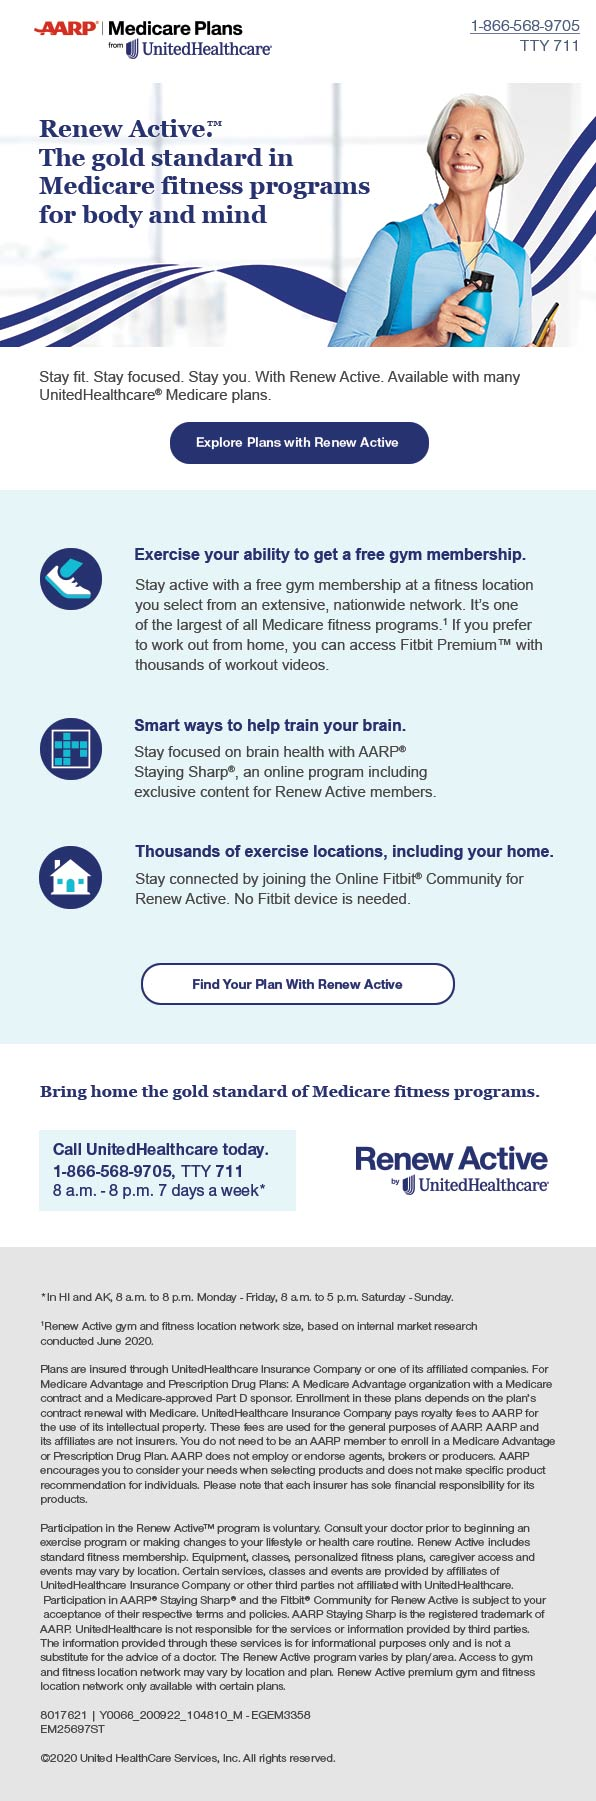 AARP® | Medicare Plans
from UnitedHealthcare®
1-866-568-9705
TTY 711
Renew Active.™
The gold standard in
Medicare fitness programs
for body and mind
Stay fit. Stay focused. Stay you. With Renew Active. Available with many
UnitedHealthcare® Medicare plans.
Explore Plans with Renew Active
Exercise your ability to get a free gym membership.
Stay active with a free gym membership at a fitness location
you select from an extensive, nationwide network. It's one
of the largest of all Medicare fitness programs.¹ If you prefer
to work out from home, you can access Fitbit Premium™ with
thousands of workout videos.
Smart ways to help train your brain.
Stay focused on brain health with AARP®
Staying Sharp®, an online program including
exclusive content for Renew Active members.
Thousands of exercise locations, including your home.
Stay connected by joining the Online Fitbit® Community for
Renew Active. No Fitbit device is needed.
Find Your Plan With Renew Active
Bring home the gold standard of Medicare fitness programs.
Call UnitedHealthcare today.
1-866-568-9705, TTY 711
8 a.m. - 8 p.m. 7 days a week*
Renew Active
by UnitedHealthcare®
*In HI and AK, 8 a.m. to 8 p.m. Monday - Friday, 8 a.m. to 5 p.m. Saturday - Sunday.
¹Renew Active gym and fitness location network size, based on internal market research
conducted June 2020.
Plans are insured through UnitedHealthcare Insurance Company or one of its affiliated companies. For
Medicare Advantage and Prescription Drug Plans: A Medicare Advantage organization with a Medicare
contract and a Medicare-approved Part D sponsor. Enrollment in these plans depends on the plan's
contract renewal with Medicare. UnitedHealthcare Insurance Company pays royalty fees to AARP for
the use of its intellectual property. These fees are used for the general purposes of AARP. AARP and
its affiliates are not insurers. You do not need to be an AARP member to enroll in a Medicare Advantage
or Prescription Drug Plan. AARP does not employ or endorse agents, brokers or producers. AARP
encourages you to consider your needs when selecting products and does not make specific product
recommendation for individuals. Please note that each insurer has sole financial responsibility for its
products.
Participation in the Renew Active™ program is voluntary. Consult your doctor prior to beginning an
exercise program or making changes to your lifestyle or health care routine. Renew Active includes
standard fitness membership. Equipment, classes, personalized fitness plans, caregiver access and
events may vary by location. Certain services, classes and events are provided by affiliates of
UnitedHealthcare Insurance Company or other third parties not affiliated with UnitedHealthcare.
Participation in AARP® Staying Sharp® and the Fitbit® Community for Renew Active is subject to your
acceptance of their respective terms and policies. AARP Staying Sharp is the registered trademark of
AARP. UnitedHealthcare is not responsible for the services or information provided by third parties.
The information provided through these services is for informational purposes only and is not a
substitute for the advice of a doctor. The Renew Active program varies by plan/area. Access to gym
and fitness location network may vary by location and plan. Renew Active premium gym and fitness
location network only available with certain plans.
8017621 | Y0066_200922_104810_M - EGEM3358
EM25697ST
©2020 United HealthCare Services, Inc. All rights reserved.